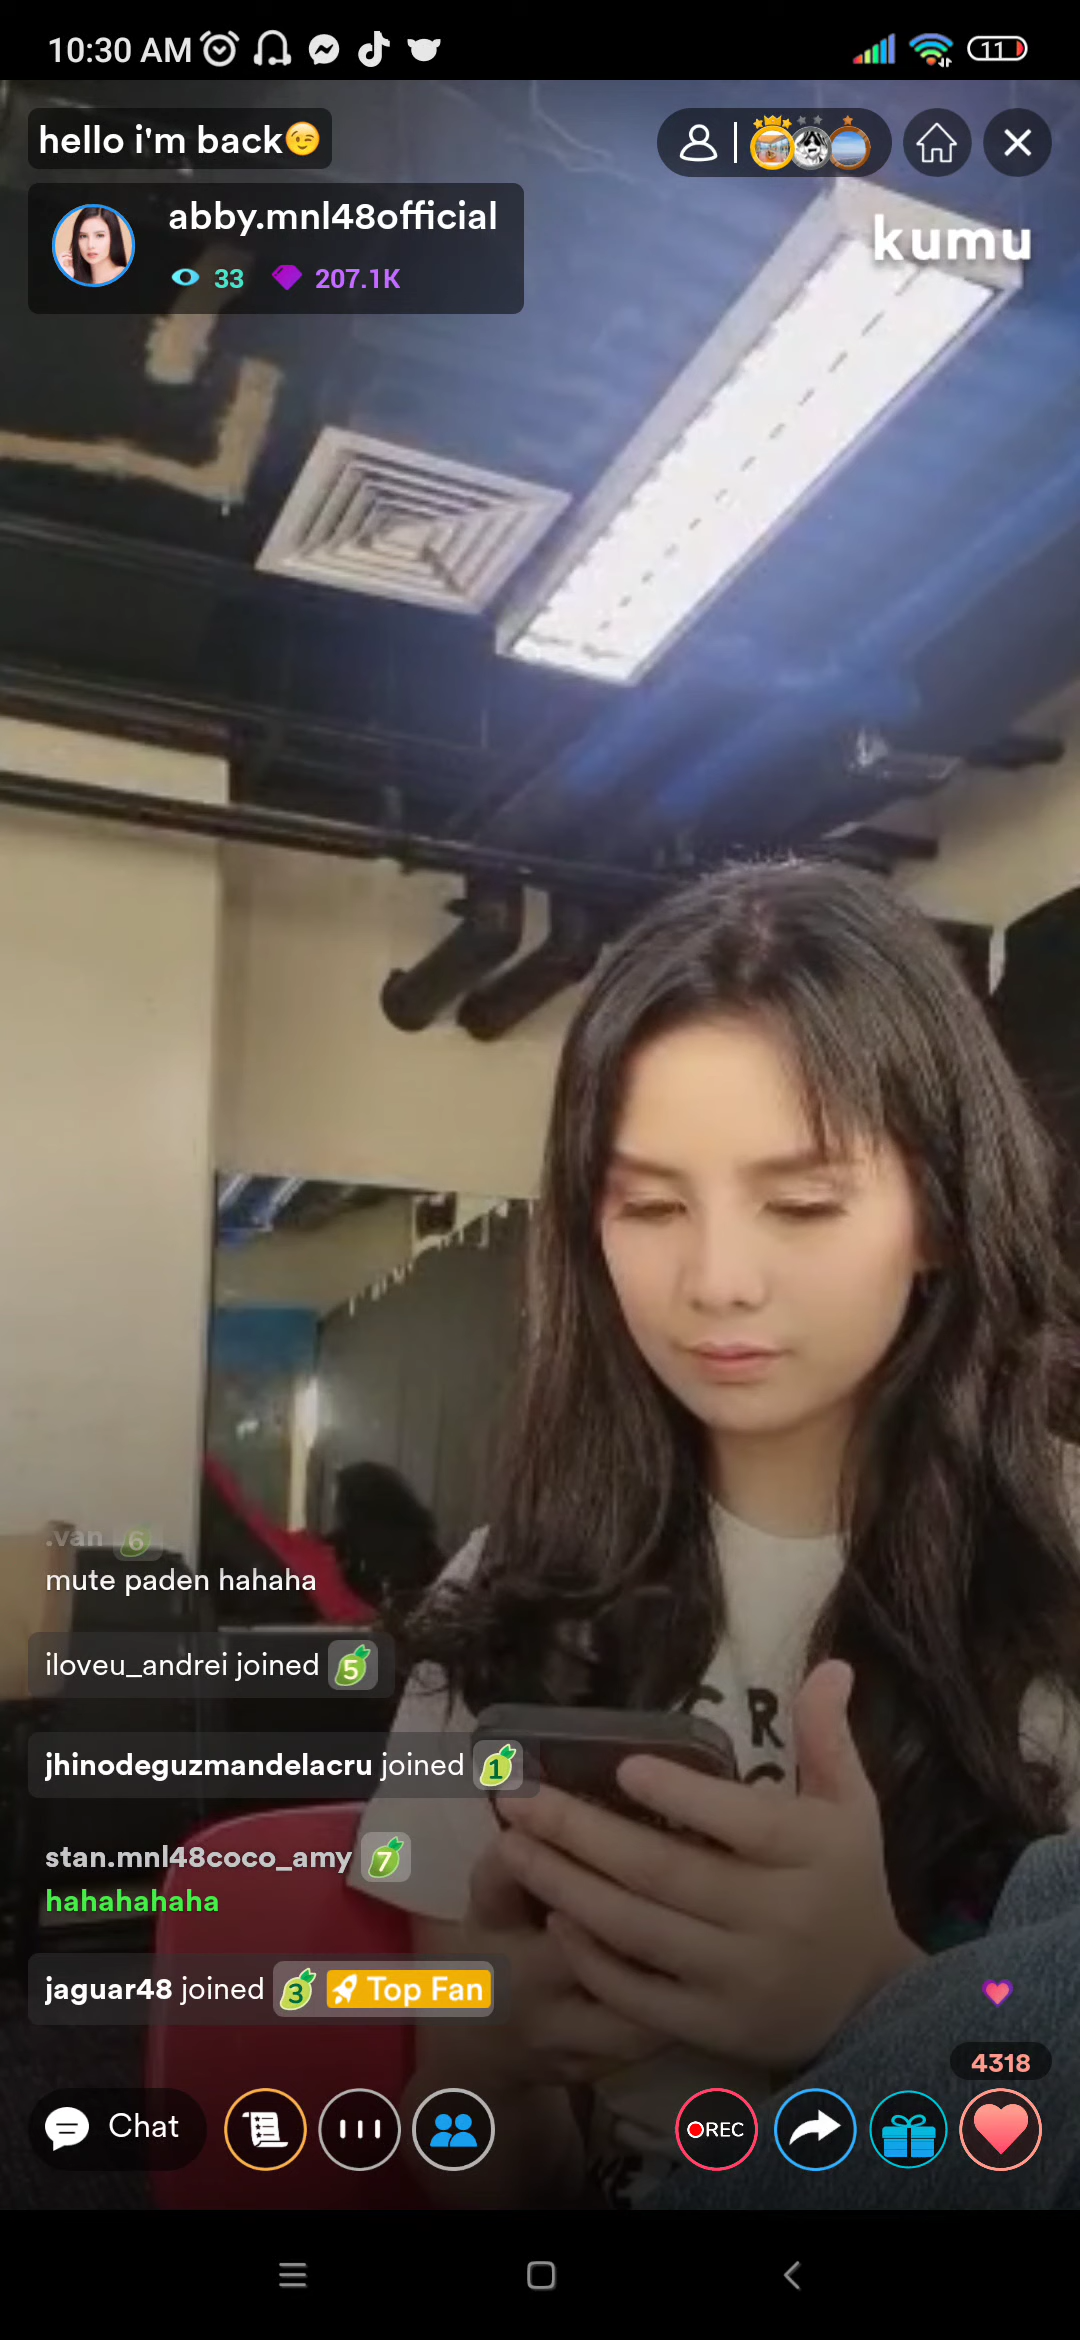 10:30 AM
11
hello i'm back😉
abby.mnl48official
33 207.1K
kumu
.van 6
mute paden hahaha
iloveu_andrei joined 5
jhinodeguzmandelacru joined 1
stan.mnl48coco_amy 7
hahahahaha
jaguar48 joined 3 Top Fan
4318
Chat
REC